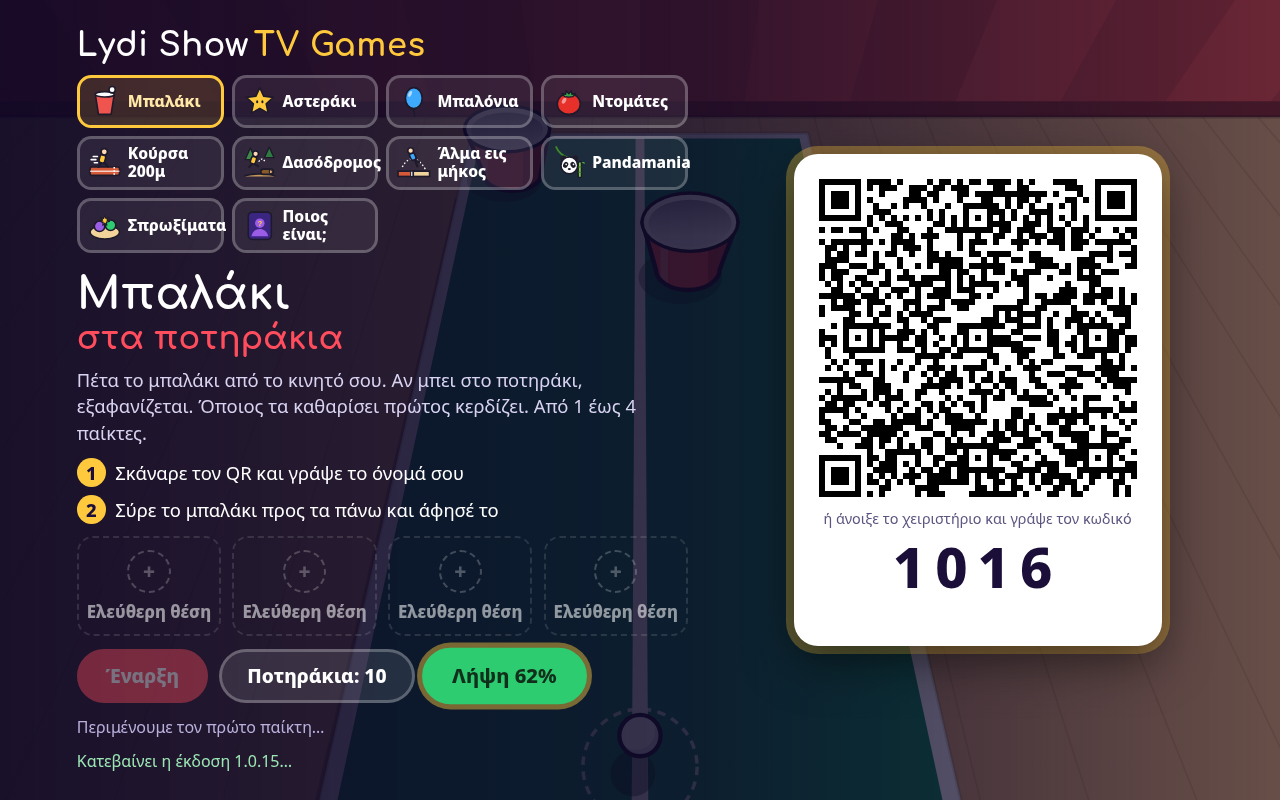 Lydi Show TV Games
Μπαλάκι
Αστεράκι
Μπαλόνια
Ντομάτες
Κούρσα
200μ
Δασόδρομος
Άλμα εις
μήκος
Pandamania
Σπρωξίματα
Ποιος
είναι;
Μπαλάκι
στα ποτηράκια
Πέτα το μπαλάκι από το κινητό σου. Αν μπει στο ποτηράκι,
εξαφανίζεται. Όποιος τα καθαρίσει πρώτος κερδίζει. Από 1 έως 4
παίκτες.
1 Σκάναρε τον QR και γράψε το όνομά σου
2 Σύρε το μπαλάκι προς τα πάνω και άφησέ το
+ + + +
Ελεύθερη θέση Ελεύθερη θέση Ελεύθερη θέση Ελεύθερη θέση
Έναρξη
Ποτηράκια: 10
Λήψη 62%
Περιμένουμε τον πρώτο παίκτη...
Κατεβαίνει η έκδοση 1.0.15...
ή άνοιξε το χειριστήριο και γράψε τον κωδικό
1016